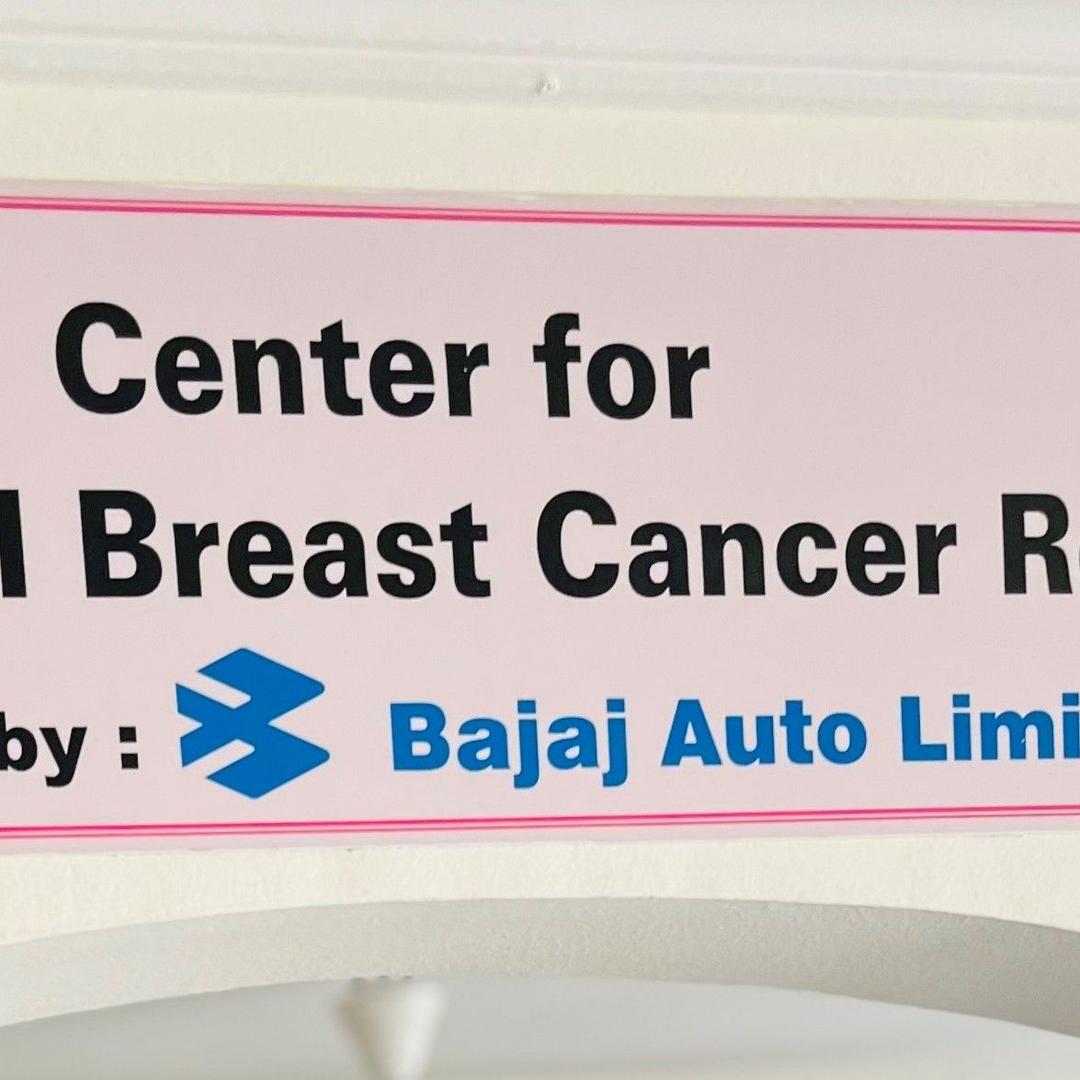 Center for
Breast Cancer
by : Bajaj Auto